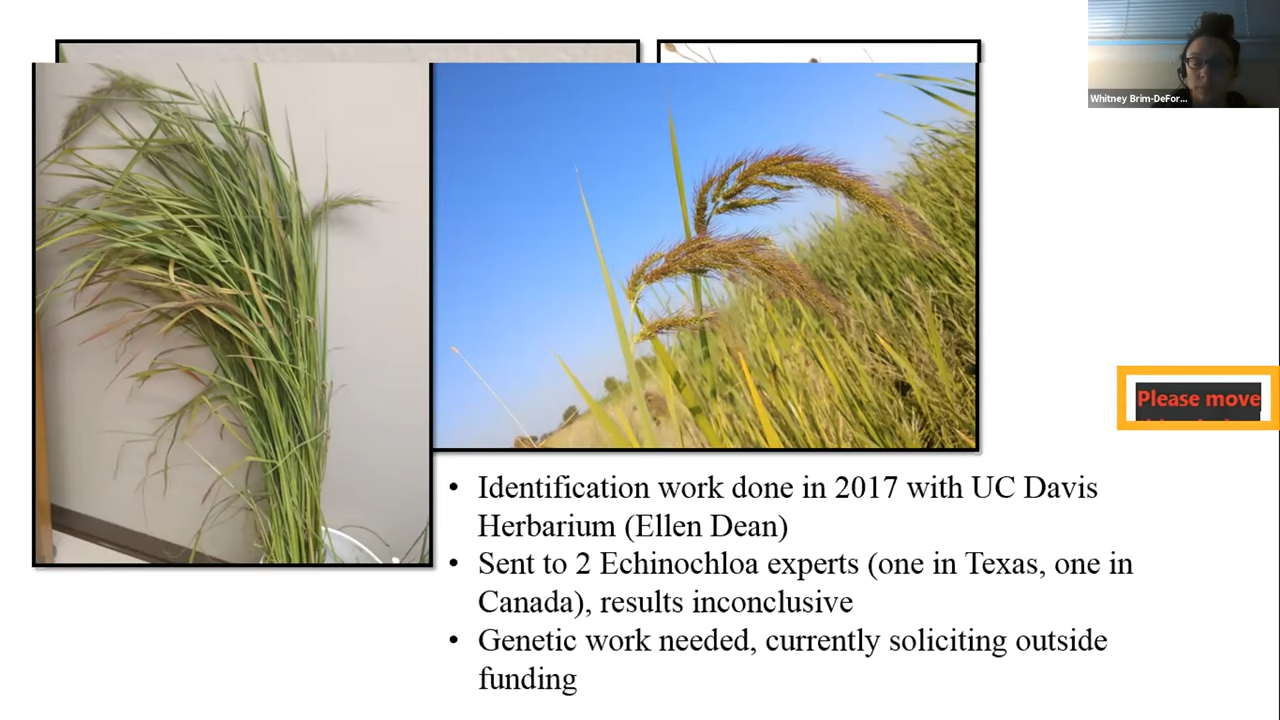 Whitney Brim-DeFor...
Please move
• Identification work done in 2017 with UC Davis
Herbarium (Ellen Dean)
• Sent to 2 Echinochloa experts (one in Texas, one in
Canada), results inconclusive
• Genetic work needed, currently soliciting outside
funding